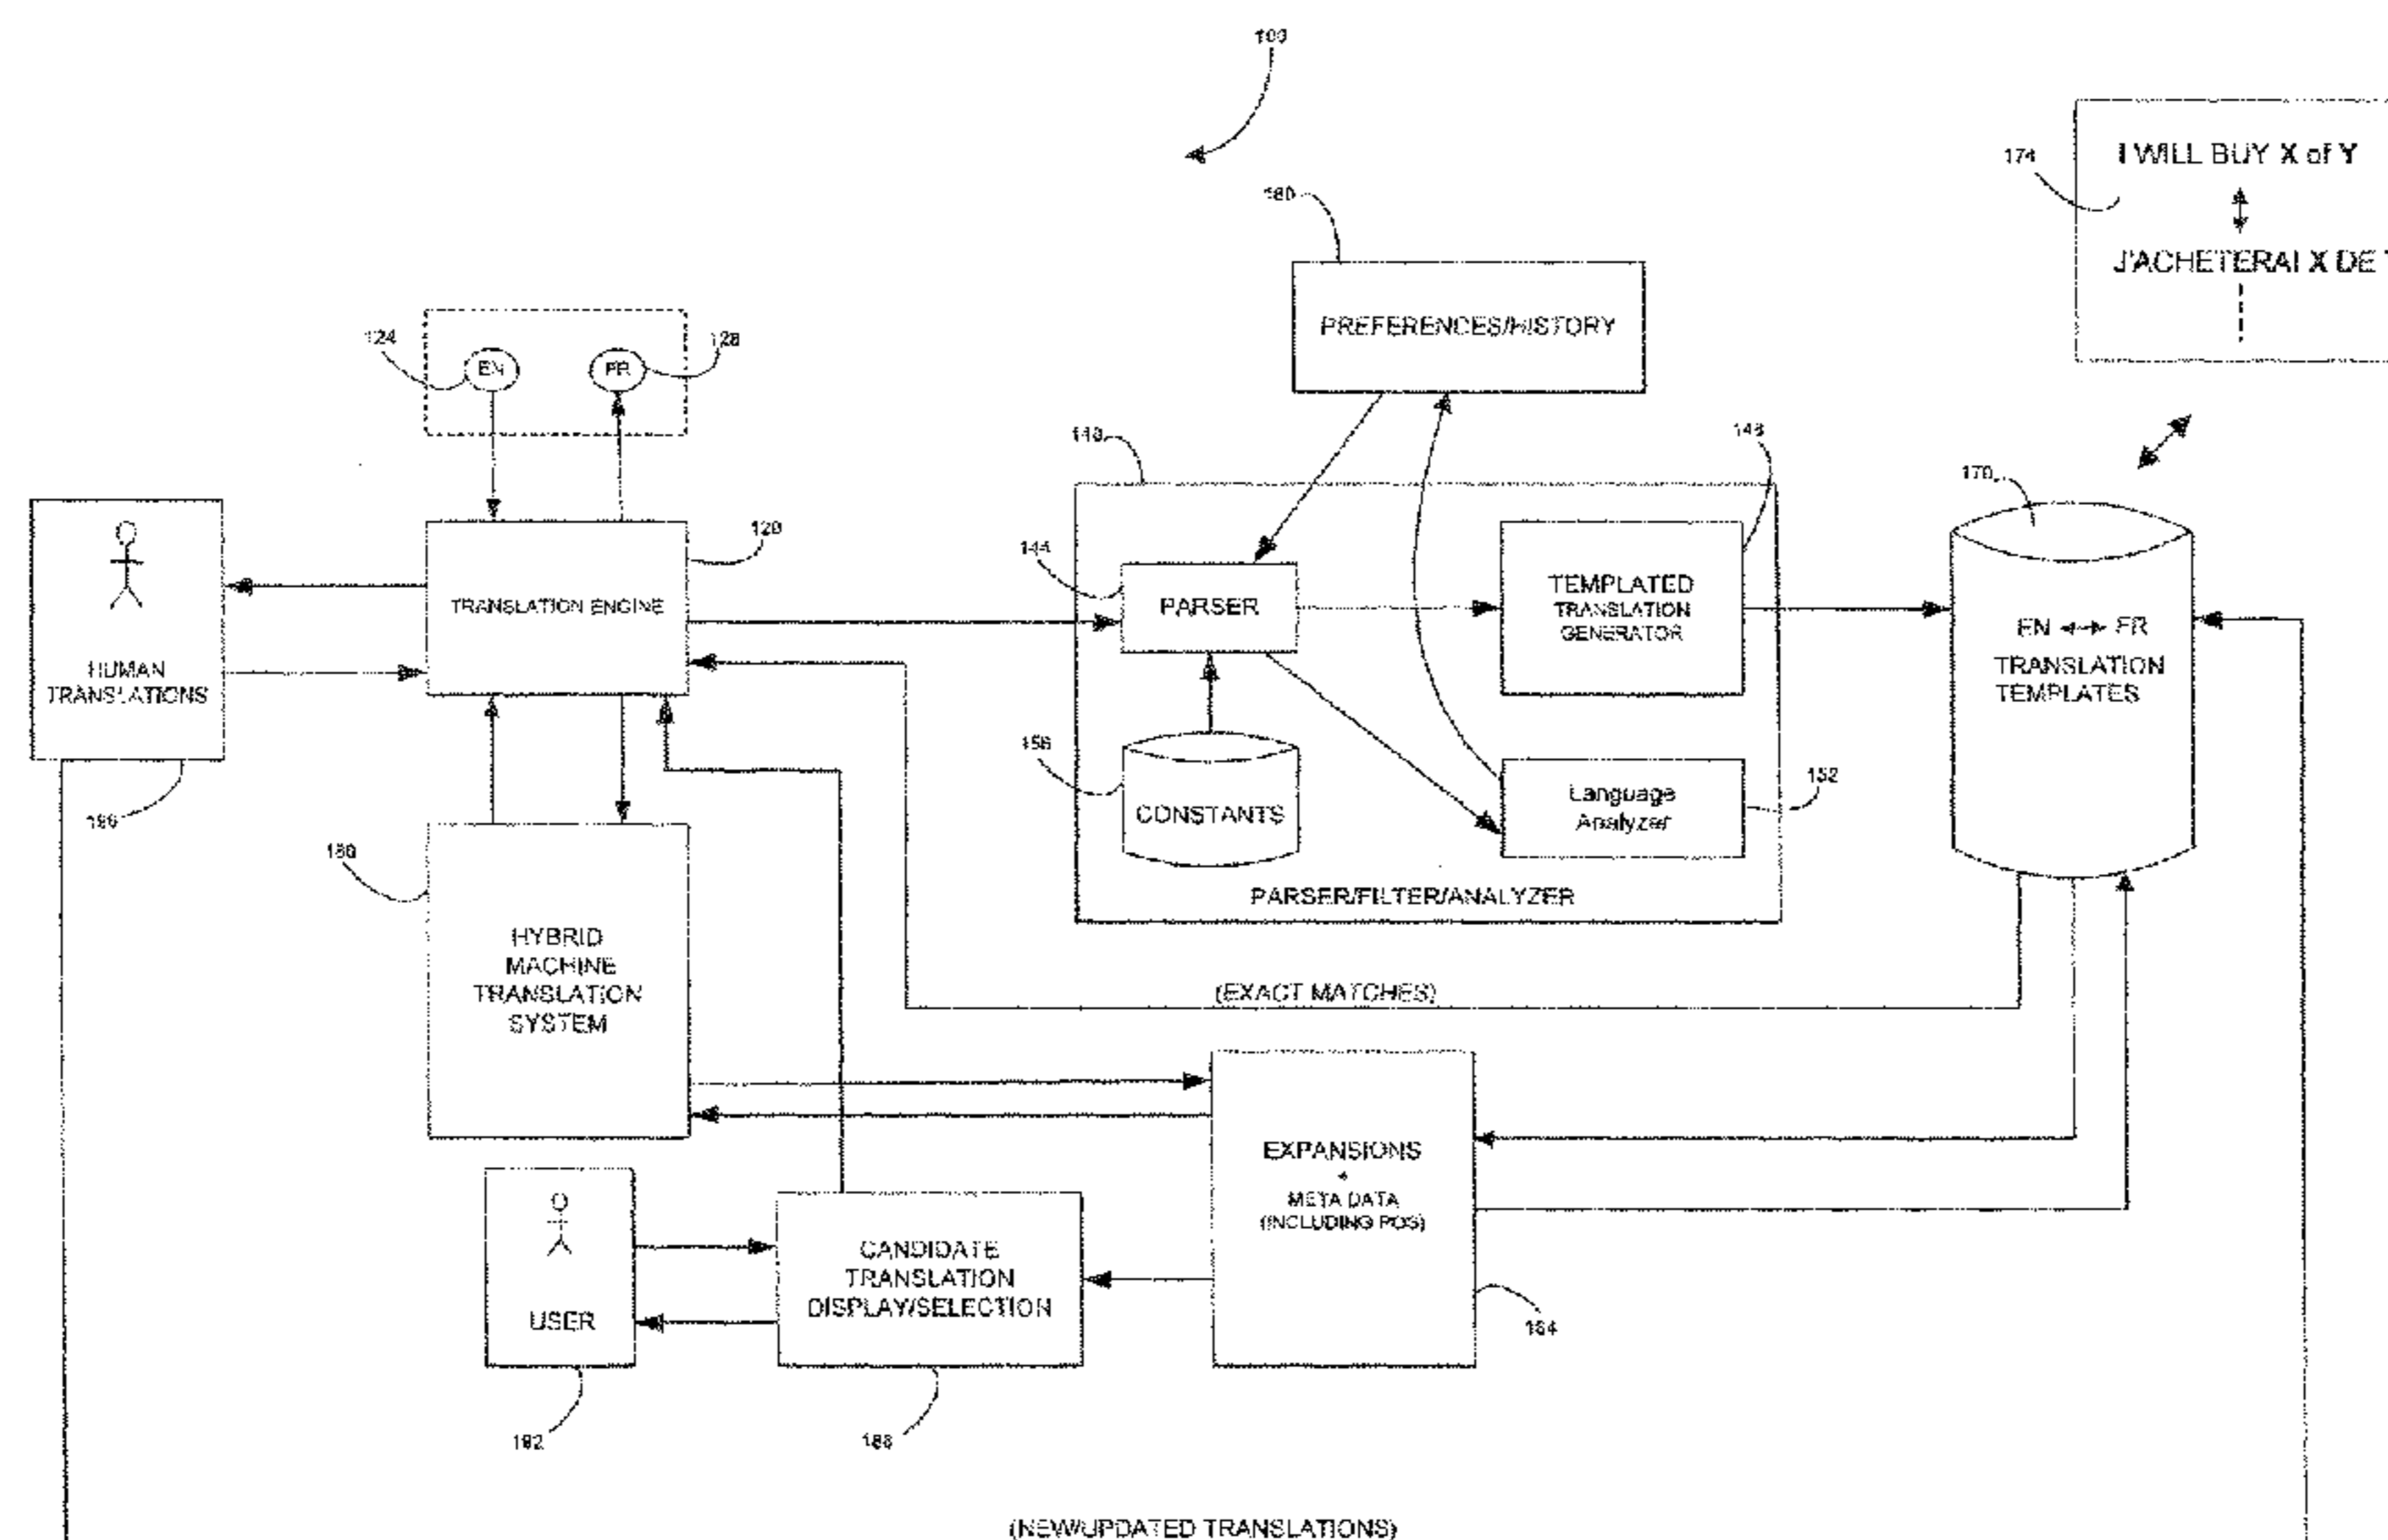 100
174
I WILL BUY X of Y
J'ACHETERAI X DE
PREFERENCES/HISTORY
124
EN
FR
128
148
170
120
144
HUMAN
TRANSLATIONS
TRANSLATION ENGINE
PARSER
TEMPLATED
TRANSLATION
GENERATOR
EN FR
TRANSLATION
TEMPLATES
156
CONSTANTS
Language
Analyzer
152
PARSER/FILTER/ANALYZER
HYBRID
MACHINE
TRANSLATION
SYSTEM
(EXACT MATCHES)
EXPANSIONS
+
META DATA
(INCLUDING POS)
USER
CANDIDATE
TRANSLATION
DISPLAY/SELECTION
184
192
188
(NEW/UPDATED TRANSLATIONS)